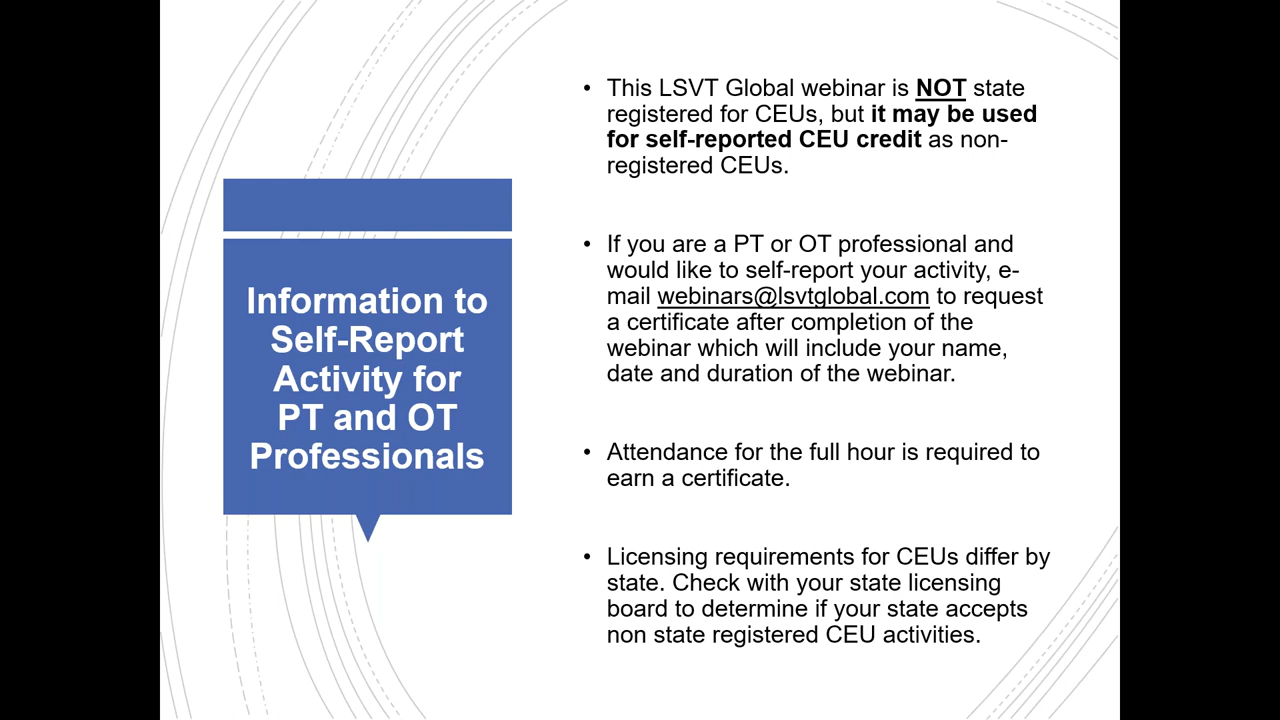 Information to
Self-Report
Activity for
PT and OT
Professionals
• This LSVT Global webinar is NOT state
registered for CEUs, but it may be used
for self-reported CEU credit as non-
registered CEUs.
• If you are a PT or OT professional and
would like to self-report your activity, e-
mail webinars@lsvtglobal.com to request
a certificate after completion of the
webinar which will include your name,
date and duration of the webinar.
• Attendance for the full hour is required to
earn a certificate.
• Licensing requirements for CEUs differ by
state. Check with your state licensing
board to determine if your state accepts
non state registered CEU activities.